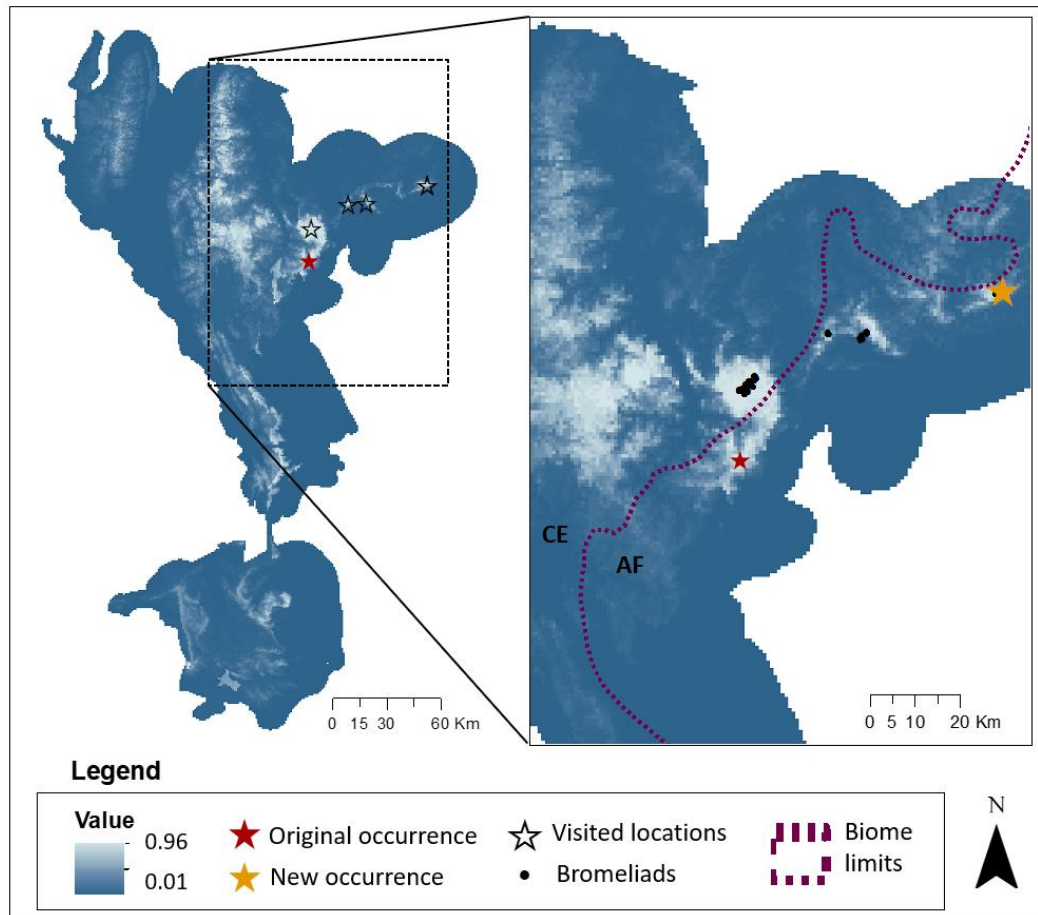 CE
AF
0 15 30 60 Km
0 5 10 20 Km
Legend
Value
0.96
0.01
Original occurrence
New occurrence
Visited locations
Bromeliads
Biome
limits
N